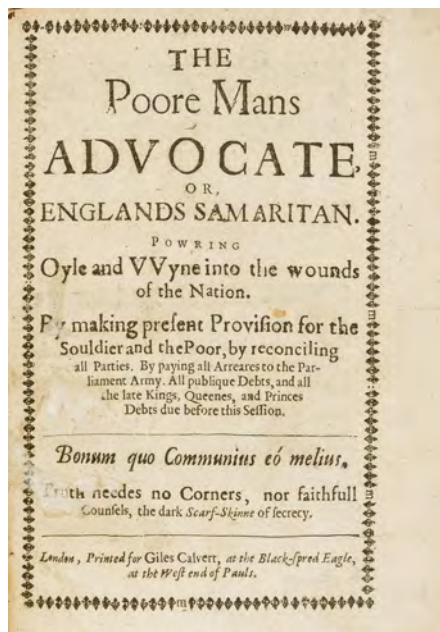 THE
Poore Mans
ADVOCATE,
OR,
ENGLANDS SAMARITAN.
POWRING
Oyle and VVyne into the wounds
of the Nation.
By making preſent Proviſion for the
Souldier and the Poor, by reconciling
all Parties. By paying all Arreares to the Par-
liament Army. All publique Debts, and all
the late Kings, Queenes, and Princes
Debts due before this Seſſion.
Bonum quo Communius eó melius.
Truth needes no Corners, nor faithfull
Counſels, the dark Scarf-Skinne of ſecrecy.
London, Printed for Giles Calvert, at the Black-ſpred Eagle,
at the Weſt end of Pauls.